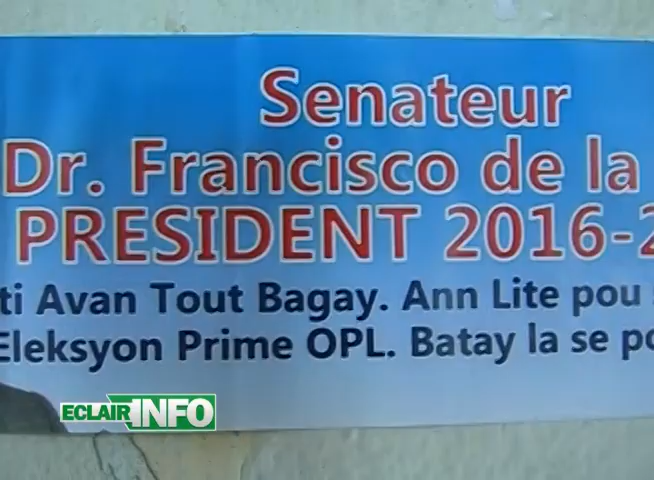 Senateur
Dr. Francisco de la
PRESIDENT 2016-2
ti Avan Tout Bagay. Ann Lite pou
Eleksyon Prime OPL. Batay la se po
ECLAIR INFO